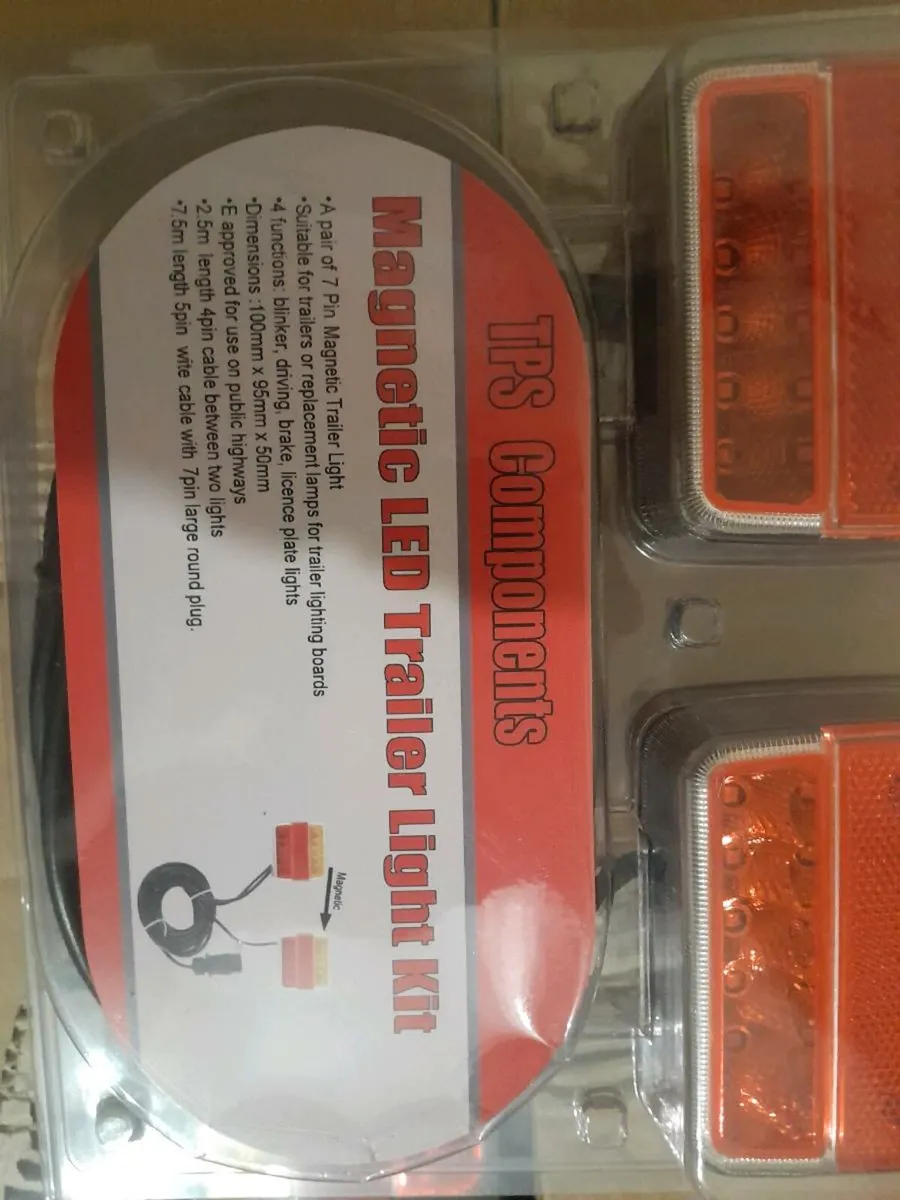 TPS Components
Magnetic LED Trailer Light Kit
•A pair of 7 Pin Magnetic Trailer Light
•Suitable for trailers or replacement lamps for trailer lighting boards
•4 functions: blinker, driving, brake, licence plate lights
•Dimensions :100mm x 95mm x 50mm
•E approved for use on public highways
•2.5m length 4pin cable between two lights
•7.5m length 5pin wite cable with 7pin large round plug.
Magnetic